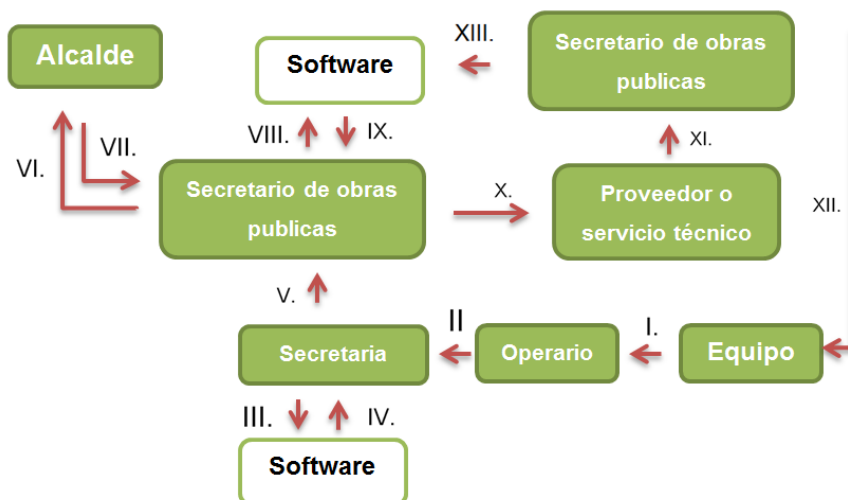 Alcalde
Software
XIII.
Secretario de obras
publicas
VI.
VII.
VIII.
IX.
Secretario de obras
publicas
X.
XI.
Proveedor o
servicio técnico
XII.
V.
Secretaria
II
Operario
I.
Equipo
III.
IV.
Software